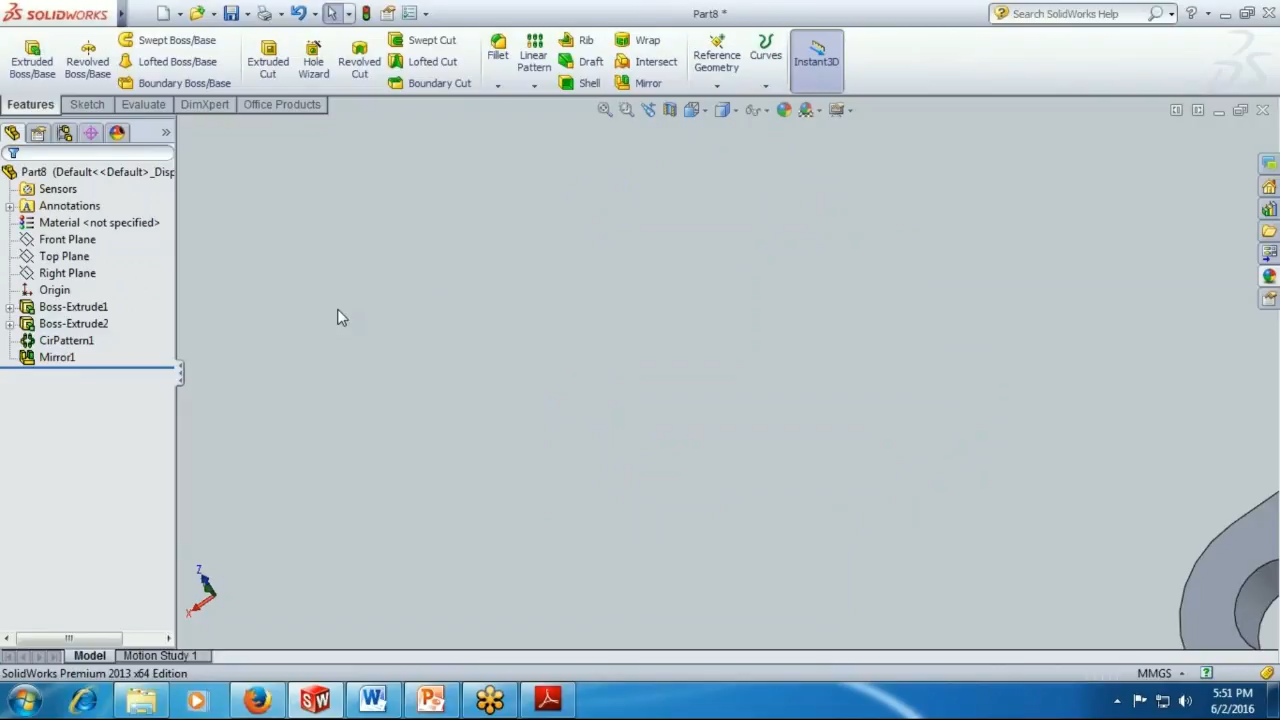 SOLIDWORKS
Part8 *
Search SolidWorks Help
Extruded Boss/Base
Revolved Boss/Base
Swept Boss/Base
Lofted Boss/Base
Boundary Boss/Base
Extruded Cut
Hole Wizard
Revolved Cut
Swept Cut
Lofted Cut
Boundary Cut
Fillet
Linear Pattern
Rib
Draft
Shell
Wrap
Intersect
Mirror
Reference Geometry
Curves
Instant3D
Features
Sketch
Evaluate
DimXpert
Office Products
Part8 (Default<<Default>_Disp
Sensors
Annotations
Material <not specified>
Front Plane
Top Plane
Right Plane
Origin
Boss-Extrude1
Boss-Extrude2
CirPattern1
Mirror1
Z
X
Model
Motion Study 1
SolidWorks Premium 2013 x64 Edition
MMGS
5:51 PM
6/2/2016